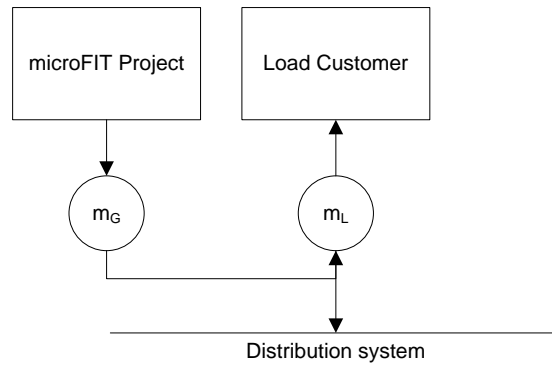 microFIT Project
Load Customer
mG
mL
Distribution system